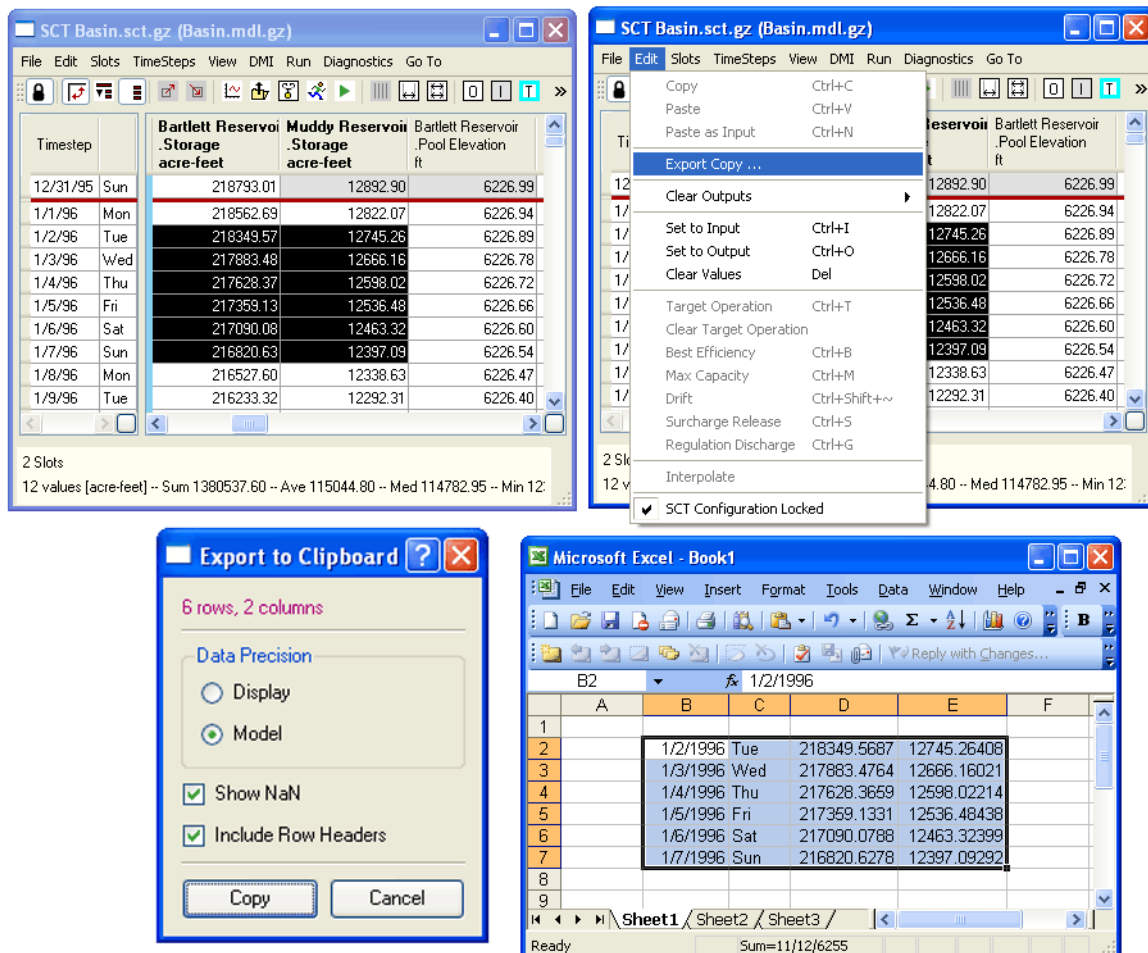 SCT Basin.sct.gz (Basin.mdl.gz)
File Edit Slots TimeSteps View DMI Run Diagnostics Go To
O I T »
Timestep
Bartlett Reservoi Muddy Reservoir Bartlett Reservoir
.Storage .Storage .Pool Elevation
acre-feet acre-feet ft
12/31/95 Sun 218793.01 12892.90 6226.99
1/1/96 Mon 218562.69 12822.07 6226.94
1/2/96 Tue 218349.57 12745.26 6226.89
1/3/96 Wed 217883.48 12666.16 6226.78
1/4/96 Thu 217628.37 12598.02 6226.72
1/5/96 Fri 217359.13 12536.48 6226.66
1/6/96 Sat 217090.08 12463.32 6226.60
1/7/96 Sun 216820.63 12397.09 6226.54
1/8/96 Mon 216527.60 12338.63 6226.47
1/9/96 Tue 216233.32 12292.31 6226.40
2 Slots
12 values [acre-feet] -- Sum 1380537.60 -- Ave 115044.80 -- Med 114782.95 -- Min 12:
SCT Basin.sct.gz (Basin.mdl.gz)
File Edit Slots TimeSteps View DMI Run Diagnostics Go To
O I T »
Copy Ctrl+C
Paste Ctrl+V
Paste as Input Ctrl+N
Export Copy ...
Clear Outputs
Set to Input Ctrl+I
Set to Output Ctrl+O
Clear Values Del
Target Operation Ctrl+T
Clear Target Operation
Best Efficiency Ctrl+B
Max Capacity Ctrl+M
Drift Ctrl+Shift+~
Surcharge Release Ctrl+S
Regulation Discharge Ctrl+G
Interpolate
SCT Configuration Locked
Ti
eservoii Bartlett Reservoir
.Pool Elevation
t ft
12 12892.90 6226.99
1/ 12822.07 6226.94
1/ 12745.26 6226.89
1/ 12666.16 6226.78
1/ 12598.02 6226.72
1/ 12536.48 6226.66
1/ 12463.32 6226.60
1/ 12397.09 6226.54
1/ 12338.63 6226.47
1/ 12292.31 6226.40
2 Slo
12 v 4.80 -- Med 114782.95 -- Min 12:
Export to Clipboard
6 rows, 2 columns
Data Precision
Display
Model
Show NaN
Include Row Headers
Copy Cancel
Microsoft Excel - Book1
File Edit View Insert Format Tools Data Window Help
Σ B
Reply with Changes...
B2 fx 1/2/1996
A B C D E F
1
2 1/2/1996 Tue 218349.5687 12745.26408
3 1/3/1996 Wed 217883.4764 12666.16021
4 1/4/1996 Thu 217628.3659 12598.02214
5 1/5/1996 Fri 217359.1331 12536.48438
6 1/6/1996 Sat 217090.0788 12463.32399
7 1/7/1996 Sun 216820.6278 12397.09292
8
9
Sheet1 / Sheet2 / Sheet3 /
Ready Sum=11/12/6255